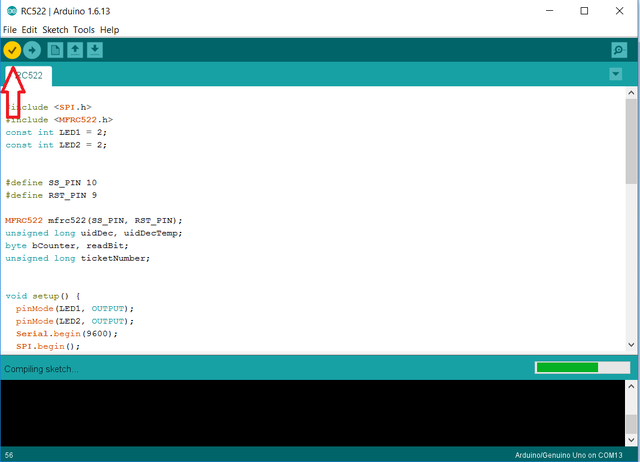 RC522 | Arduino 1.6.13
File Edit Sketch Tools Help
RC522
#include <SPI.h>
#include <MFRC522.h>
const int LED1 = 2;
const int LED2 = 2;
#define SS_PIN 10
#define RST_PIN 9
MFRC522 mfrc522(SS_PIN, RST_PIN);
unsigned long uidDec, uidDecTemp;
byte bCounter, readBit;
unsigned long ticketNumber;
void setup() {
pinMode(LED1, OUTPUT);
pinMode(LED2, OUTPUT);
Serial.begin(9600);
SPI.begin();
Compiling sketch...
56
Arduino/Genuino Uno on COM13